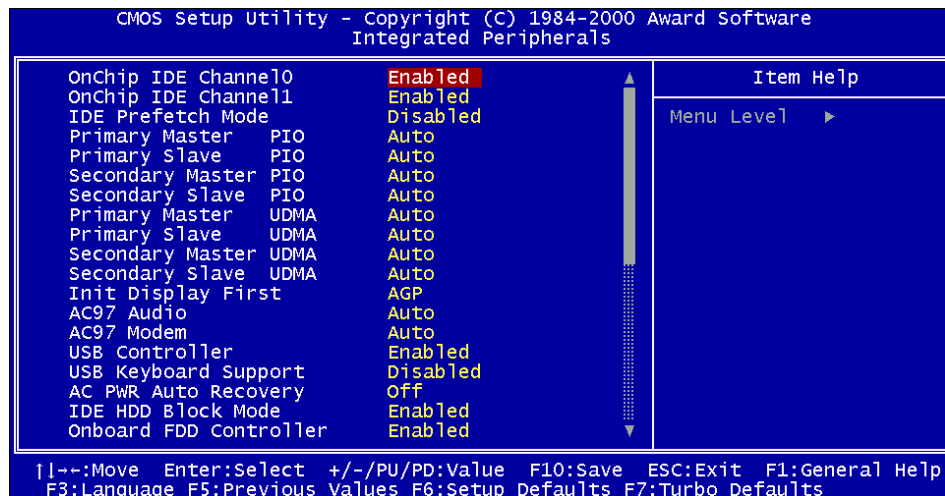 CMOS Setup Utility - Copyright (C) 1984-2000 Award Software
Integrated Peripherals
OnChip IDE Channel0 Enabled
OnChip IDE Channel1 Enabled
IDE Prefetch Mode Disabled
Primary Master PIO Auto
Primary Slave PIO Auto
Secondary Master PIO Auto
Secondary Slave PIO Auto
Primary Master UDMA Auto
Primary Slave UDMA Auto
Secondary Master UDMA Auto
Secondary Slave UDMA Auto
Init Display First AGP
AC97 Audio Auto
AC97 Modem Auto
USB Controller Enabled
USB Keyboard Support Disabled
AC PWR Auto Recovery Off
IDE HDD Block Mode Enabled
Onboard FDD Controller Enabled
Item Help
Menu Level ►
↑↓→←:Move Enter:Select +/-/PU/PD:Value F10:Save ESC:Exit F1:General Help
F3:Language F5:Previous Values F6:Setup Defaults F7:Turbo Defaults